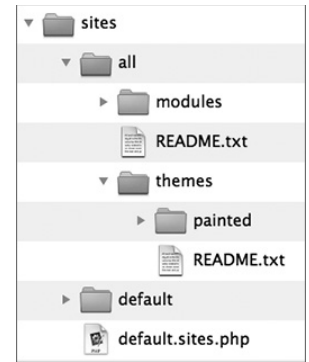 sites
all
modules
README.txt
themes
painted
README.txt
default
default.sites.php